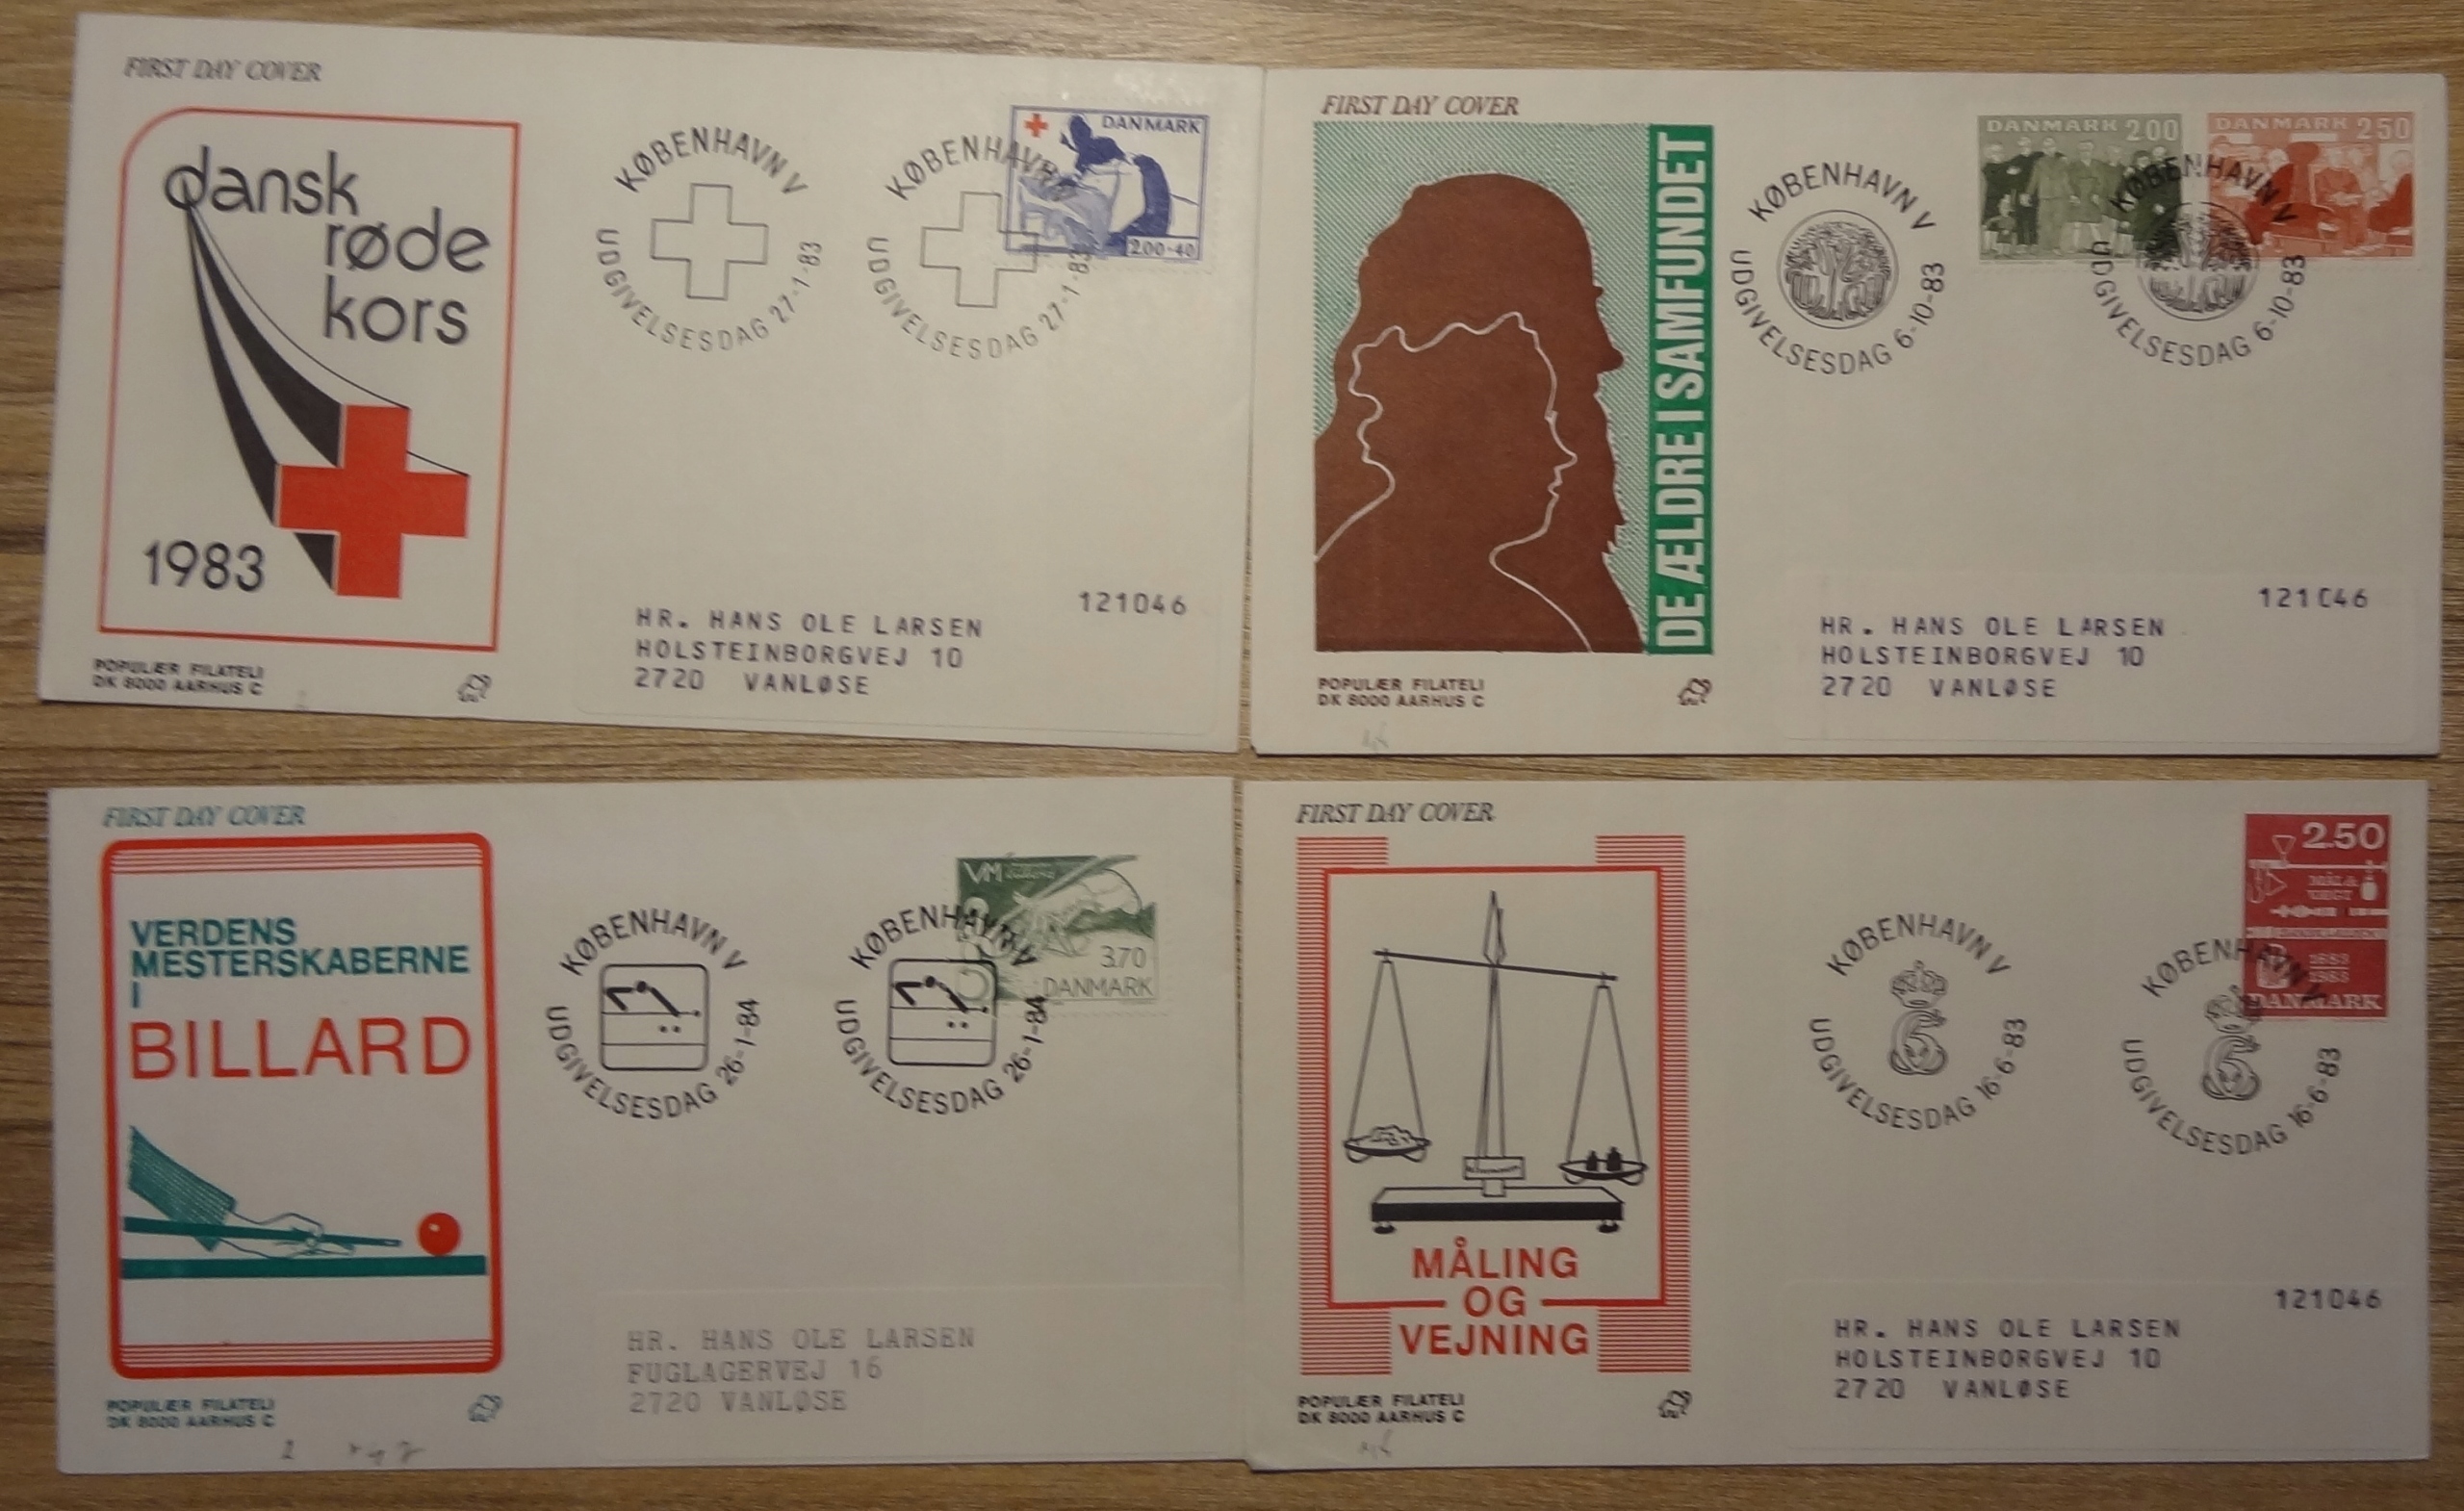 FIRST DAY COVER
dansk
røde
kors
1983
POPULÆR FILATELI
DK 8000 AARHUS C
KØBENHAVN V
UDGIVELSESDAG 27-1-83
KØBENHAVN V
UDGIVELSESDAG 27-1-83
DANMARK
2.00+40
121046
HR. HANS OLE LARSEN
HOLSTEINBORGVEJ 10
2720 VANLØSE
FIRST DAY COVER
DE ÆLDRE I SAMFUNDET
POPULÆR FILATELI
DK 8000 AARHUS C
KØBENHAVN V
UDGIVELSESDAG 6-10-83
DANMARK 200
DANMARK 250
KØBENHAVN V
UDGIVELSESDAG 6-10-83
121046
HR. HANS OLE LARSEN
HOLSTEINBORGVEJ 10
2720 VANLØSE
FIRST DAY COVER
VERDENS
MESTERSKABERNE
I
BILLARD
POPULÆR FILATELI
DK 8000 AARHUS C
KØBENHAVN V
UDGIVELSESDAG 26-1-84
KØBENHAVN V
UDGIVELSESDAG 26-1-84
VM
370
DANMARK
HR. HANS OLE LARSEN
FUGLAGERVEJ 16
2720 VANLØSE
FIRST DAY COVER
MÅLING
OG
VEJNING
POPULÆR FILATELI
DK 8000 AARHUS C
KØBENHAVN V
UDGIVELSESDAG 16-6-83
2.50
MÅL &
VÆGT
1683
1983
DANMARK
KØBENHAVN V
UDGIVELSESDAG 16-6-83
121046
HR. HANS OLE LARSEN
HOLSTEINBORGVEJ 10
2720 VANLØSE